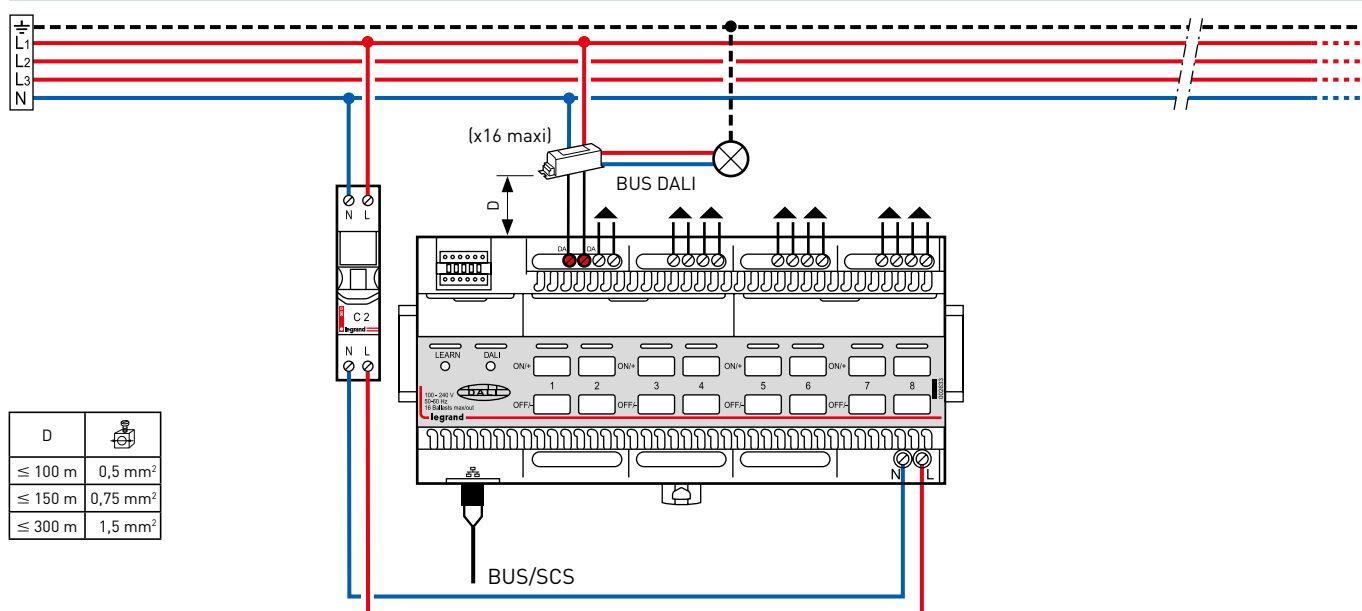 L1
L2
L3
N
(x16 maxi)
BUS DALI
D
N L
C 2
legrand
N L
DA DA
LEARN DALI
ON/+ ON/+ ON/+ ON/+
1 2 3 4 5 6 7 8
DALI
OFF/- OFF/- OFF/- OFF/-
100 - 240 V
50-60 Hz
16 Ballasts max/out
legrand
002633
N L
BUS/SCS
D
≤ 100 m 0,5 mm²
≤ 150 m 0,75 mm²
≤ 300 m 1,5 mm²